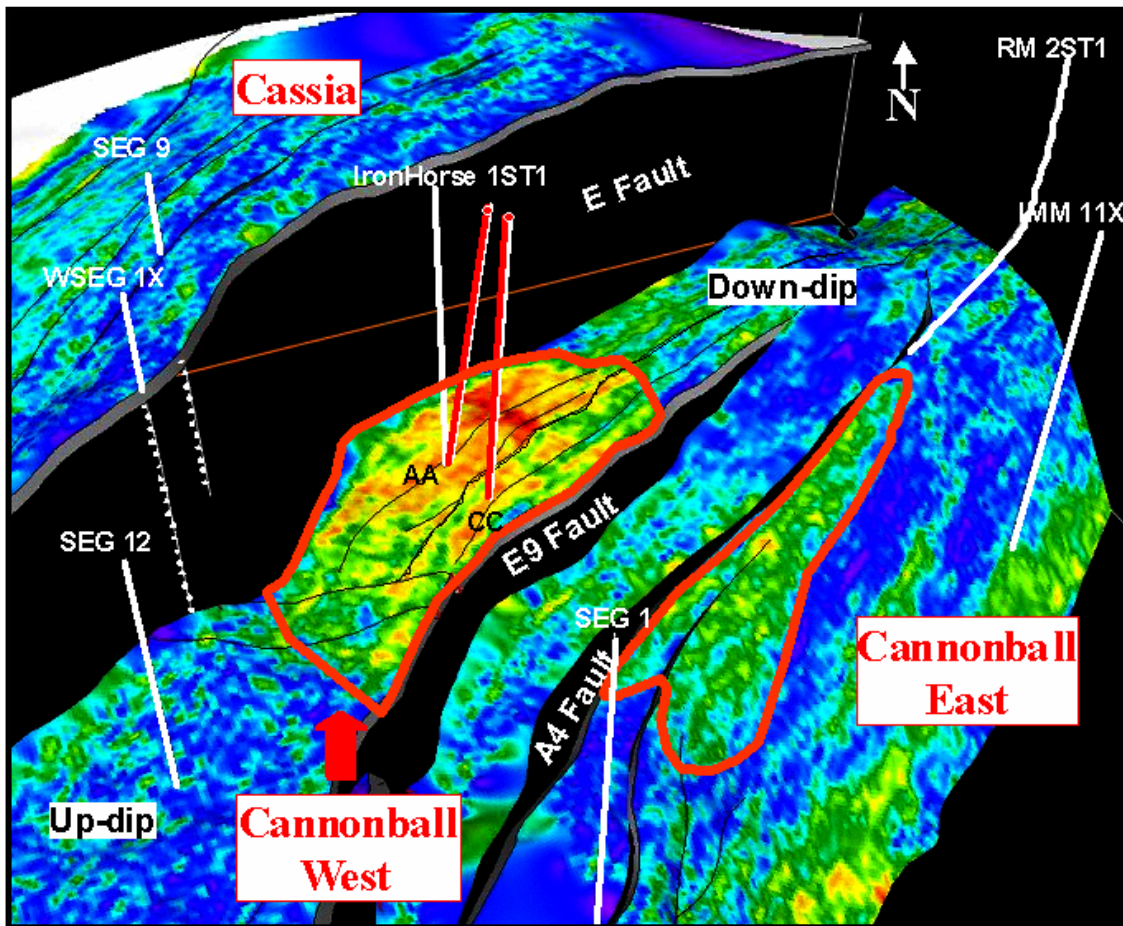 RM 2ST1
N
Cassia
SEG 9
IronHorse 1ST1
E Fault
IMM 11X
WSEG 1X
Down-dip
AA
CC
E9 Fault
SEG 12
SEG 1
Cannonball
East
A4 Fault
Up-dip
Cannonball
West